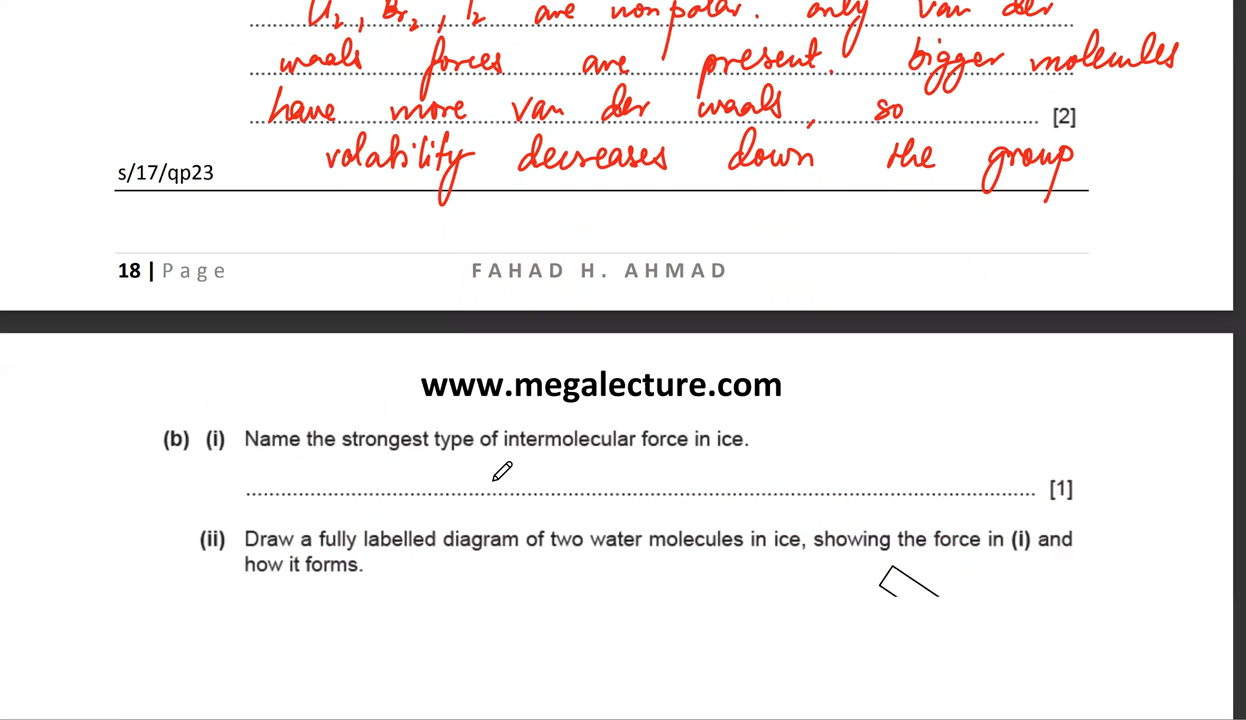 Cl2, Br2, I2 are nonpolar. only van der
waals forces are present. bigger molecules
have more van der waals, so [2]
volatility decreases down the group
s/17/qp23
18 | Page FAHAD H. AHMAD
www.megalecture.com
(b) (i) Name the strongest type of intermolecular force in ice.
[1]
(ii) Draw a fully labelled diagram of two water molecules in ice, showing the force in (i) and
how it forms.